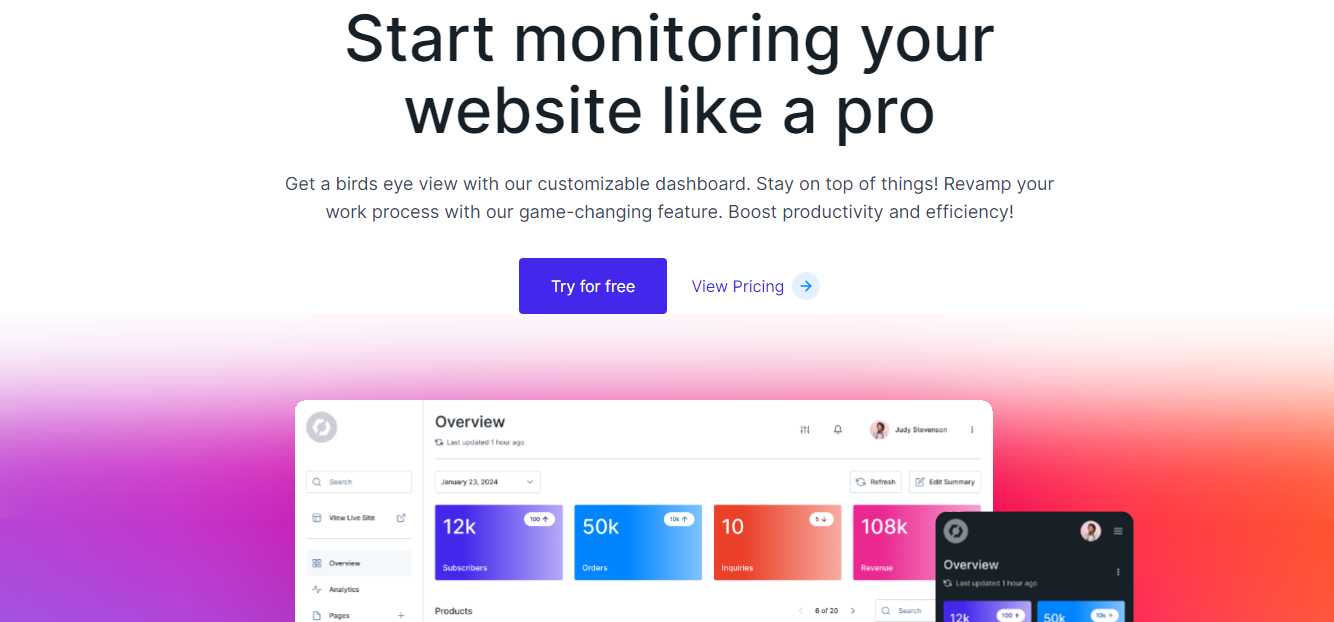 Start monitoring your
website like a pro
Get a birds eye view with our customizable dashboard. Stay on top of things! Revamp your
work process with our game-changing feature. Boost productivity and efficiency!
Try for free
View Pricing
Overview
Last updated 1 hour ago
Judy Stevenson
Search
January 23, 2024
Refresh
Edit Summary
View Live Site
12k
100
Subscribers
50k
10k
Orders
10
5
Inquiries
108k
Revenue
Overview
Analytics
Pages
Products
6 of 20
Search
Overview
Last updated 1 hour ago
12k
100
50k
10k